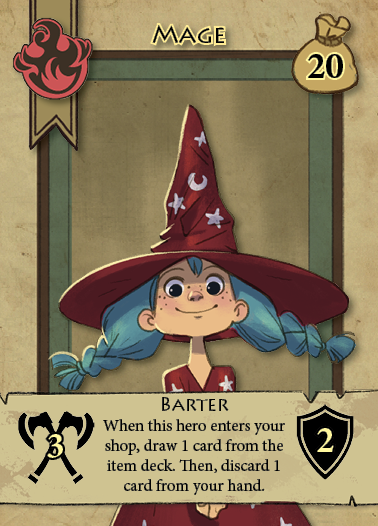 Mage
20
Barter
When this hero enters your
shop, draw 1 card from the
item deck. Then, discard 1
card from your hand.
3
2